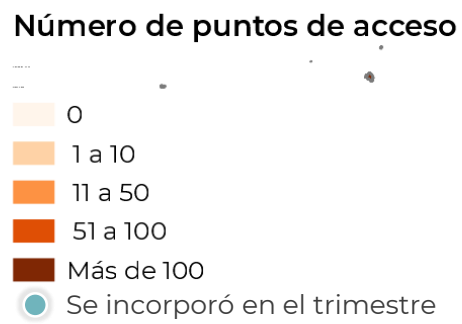 Número de puntos de acceso
0
1 a 10
11 a 50
51 a 100
Más de 100
Se incorporó en el trimestre